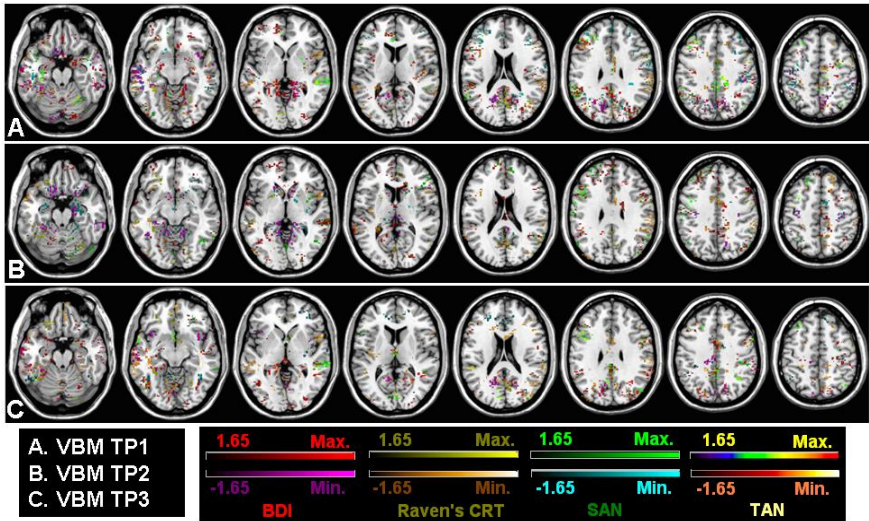 A
B
C
A. VBM TP1
B. VBM TP2
C. VBM TP3
1.65 Max. 1.65 Max. 1.65 Max. 1.65 Max.
-1.65 Min. -1.65 Min. -1.65 Min. -1.65 Min.
BDI Raven's CRT SAN TAN